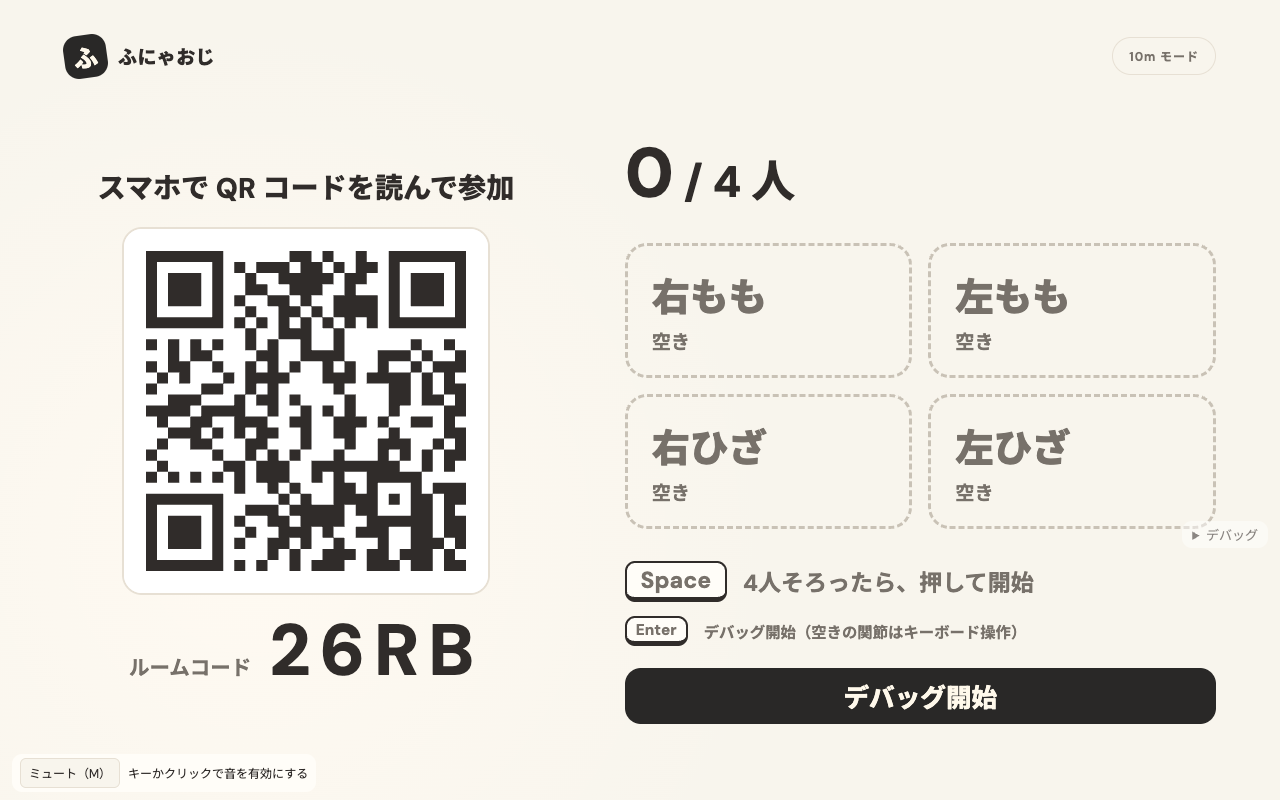 ふ ふにゃおじ
10m モード
スマホで QR コードを読んで参加
ルームコード 26RB
0 / 4 人
右もも
空き
左もも
空き
右ひざ
空き
左ひざ
空き
▶ デバッグ
Space 4人そろったら、押して開始
Enter デバッグ開始（空きの関節はキーボード操作）
デバッグ開始
ミュート（M） キーかクリックで音を有効にする